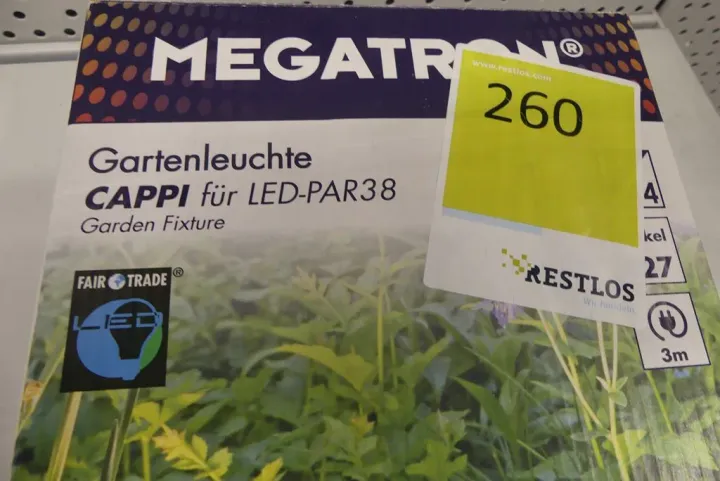 MEGATRON®
www.restlos.com
260
Gartenleuchte
CAPPI für LED-PAR38
Garden Fixture
4
kel
27
FAIR TRADE®
LED
RESTLOS
3m